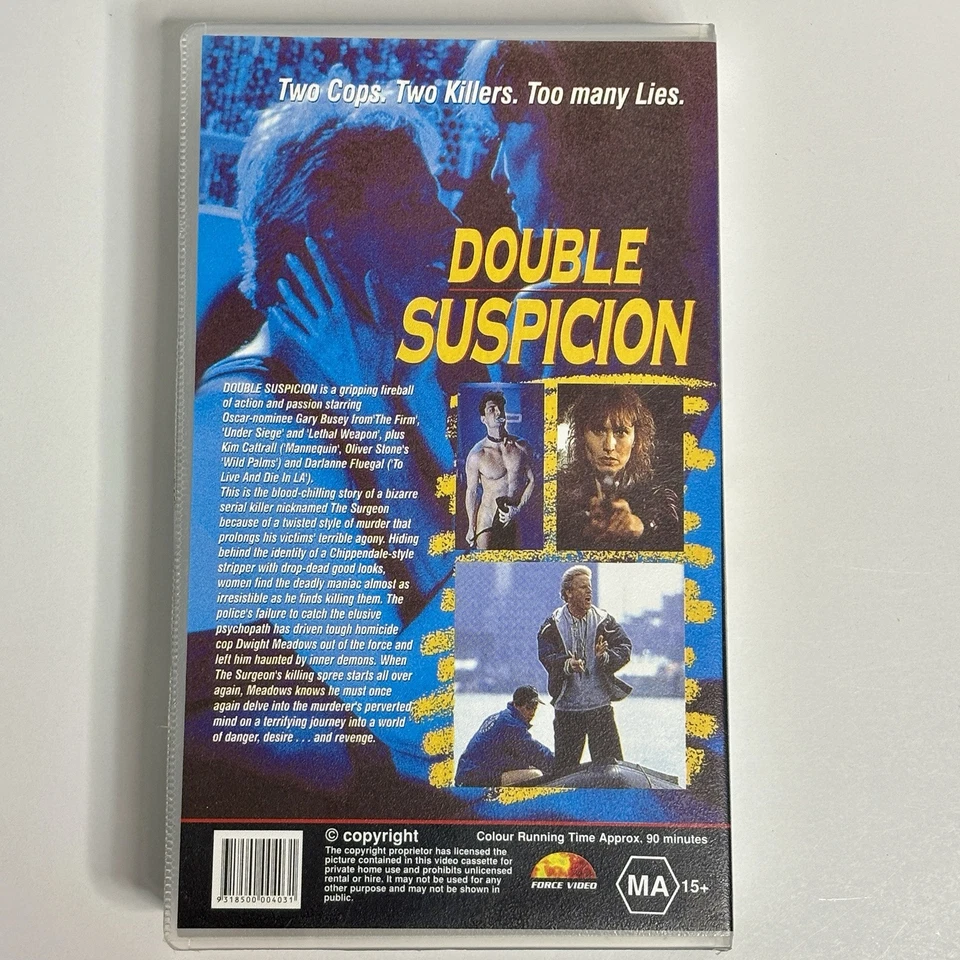 Two Cops. Two Killers. Too many Lies.
DOUBLE
SUSPICION
DOUBLE SUSPICION is a gripping fireball
of action and passion starring
Oscar-nominee Gary Busey from'The Firm',
'Under Siege' and 'Lethal Weapon', plus
Kim Cattrall ('Mannequin', Oliver Stone's
'Wild Palms') and Darlanne Fluegal ('To
Live And Die In LA').
This is the blood-chilling story of a bizarre
serial killer nicknamed The Surgeon
because of a twisted style of murder that
prolongs his victims' terrible agony. Hiding
behind the identity of a Chippendale-style
stripper with drop-dead good looks,
women find the deadly maniac almost as
irresistible as he finds killing them. The
police's failure to catch the elusive
psychopath has driven tough homicide
cop Dwight Meadows out of the force and
left him haunted by inner demons. When
The Surgeon's killing spree starts all over
again, Meadows knows he must once
again delve into the murderer's perverted
mind on a terrifying journey into a world
of danger, desire . . . and revenge.
© copyright
The copyright proprietor has licensed the
picture contained in this video cassette for
private home use and prohibits unlicensed
rental or hire. It may not be used for any
other purpose and may not be shown in
public.
Colour Running Time Approx. 90 minutes
FORCE VIDEO
MA 15+
9 318500 004031